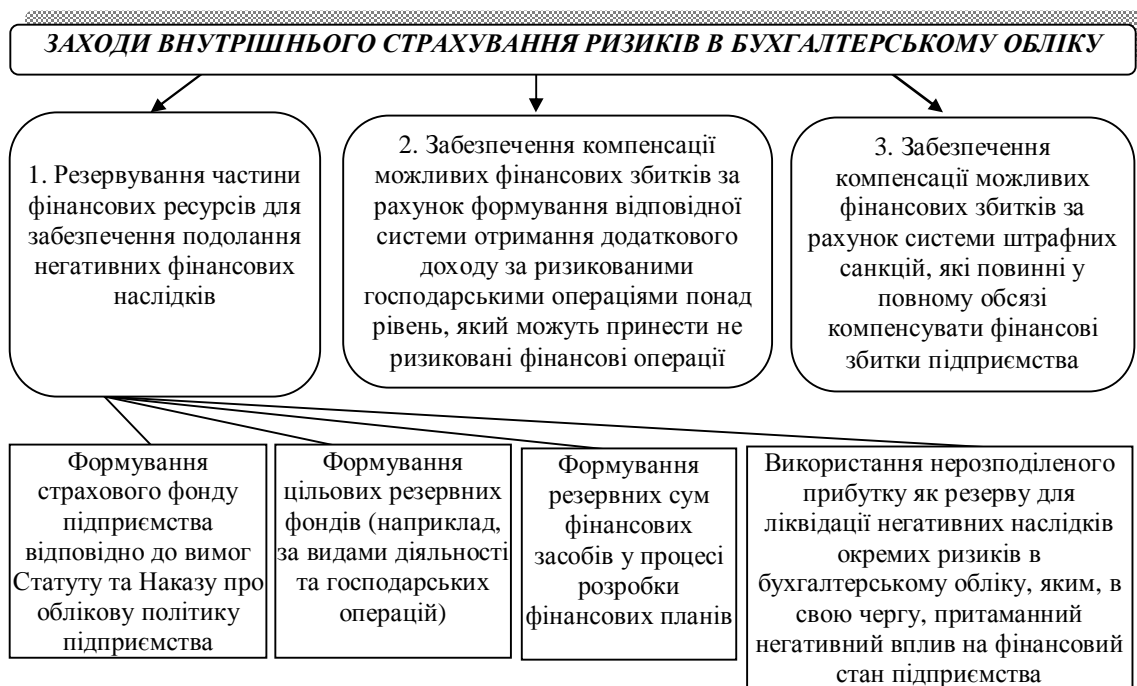 ЗАХОДИ ВНУТРІШНЬОГО СТРАХУВАННЯ РИЗИКІВ В БУХГАЛТЕРСЬКОМУ ОБЛІКУ
1. Резервування частини
фінансових ресурсів для
забезпечення подолання
негативних фінансових
наслідків
2. Забезпечення компенсації
можливих фінансових збитків за
рахунок формування відповідної
системи отримання додаткового
доходу за ризикованими
господарськими операціями понад
рівень, який можуть принести не
ризиковані фінансові операції
3. Забезпечення
компенсації можливих
фінансових збитків за
рахунок системи штрафних
санкцій, які повинні у
повному обсязі
компенсувати фінансові
збитки підприємства
Формування
страхового фонду
підприємства
відповідно до вимог
Статуту та Наказу про
облікову політику
підприємства
Формування
цільових резервних
фондів (наприклад,
за видами діяльності
та господарських
операцій)
Формування
резервних сум
фінансових
засобів у процесі
розробки
фінансових планів
Використання нерозподіленого
прибутку як резерву для
ліквідації негативних наслідків
окремих ризиків в
бухгалтерському обліку, яким, в
свою чергу, притаманний
негативний вплив на фінансовий
стан підприємства